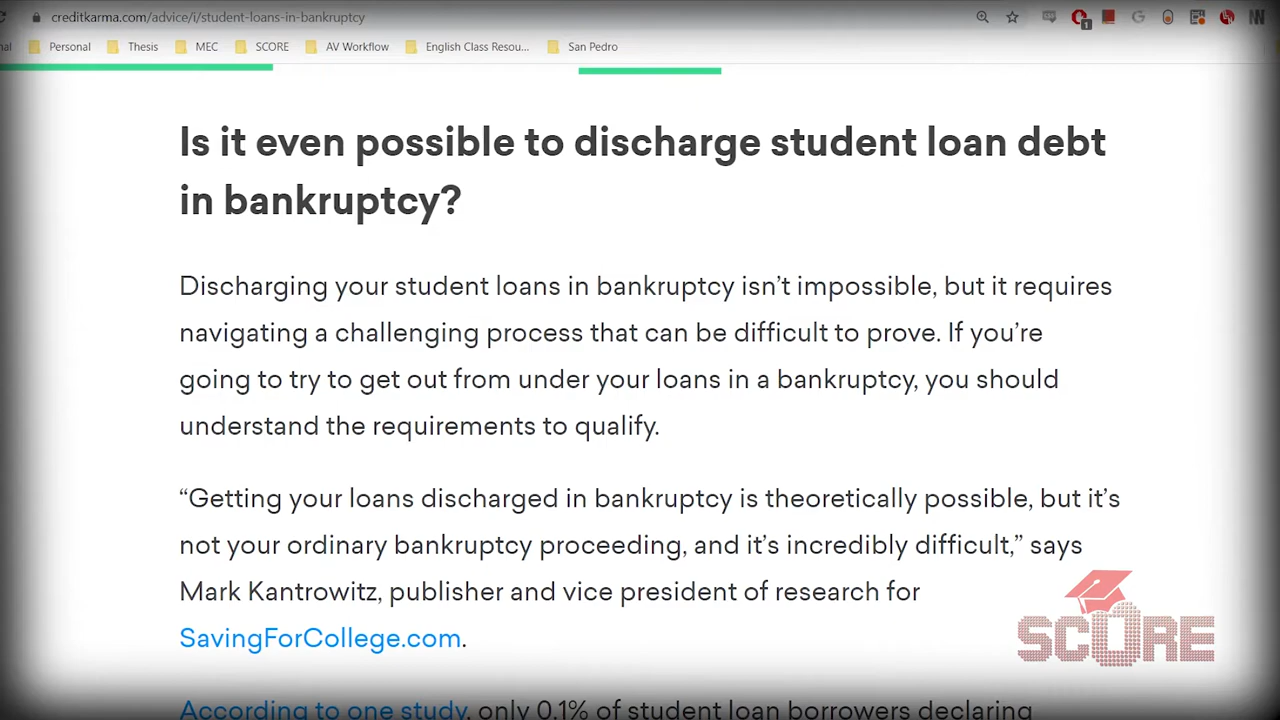 creditkarma.com/advice/i/student-loans-in-bankruptcy
nal Personal Thesis MEC SCORE AV Workflow English Class Resou... San Pedro
Is it even possible to discharge student loan debt
in bankruptcy?
Discharging your student loans in bankruptcy isn’t impossible, but it requires
navigating a challenging process that can be difficult to prove. If you’re
going to try to get out from under your loans in a bankruptcy, you should
understand the requirements to qualify.
“Getting your loans discharged in bankruptcy is theoretically possible, but it’s
not your ordinary bankruptcy proceeding, and it’s incredibly difficult,” says
Mark Kantrowitz, publisher and vice president of research for
SavingForCollege.com.
SCORE
According to one study, only 0.1% of student loan borrowers declaring